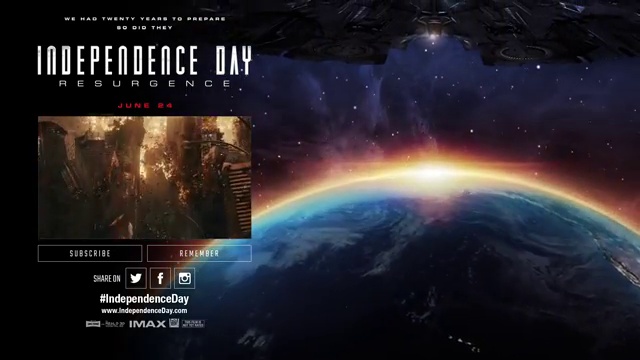 WE HAD TWENTY YEARS TO PREPARE
SO DID THEY
INDEPENDENCE DAY
RESURGENCE
JUNE 24
SUBSCRIBE
REMEMBER
SHARE ON
#IndependenceDay
www.IndependenceDay.com
IMAX